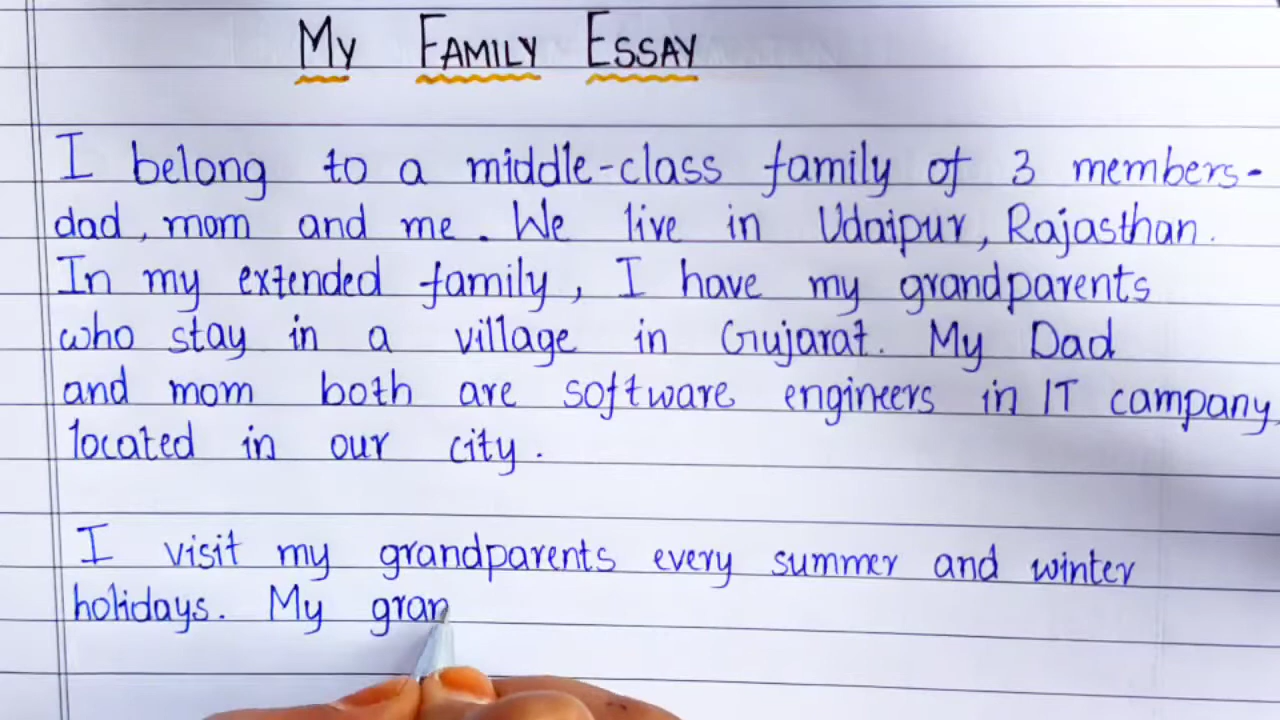 My Family Essay
I belong to a middle-class family of 3 members-
dad, mom and me. We live in Udaipur, Rajasthan.
In my extended family, I have my grandparents
who stay in a village in Gujarat. My Dad
and mom both are software engineers in IT campany
located in our city.
I visit my grandparents every summer and winter
holidays. My gran